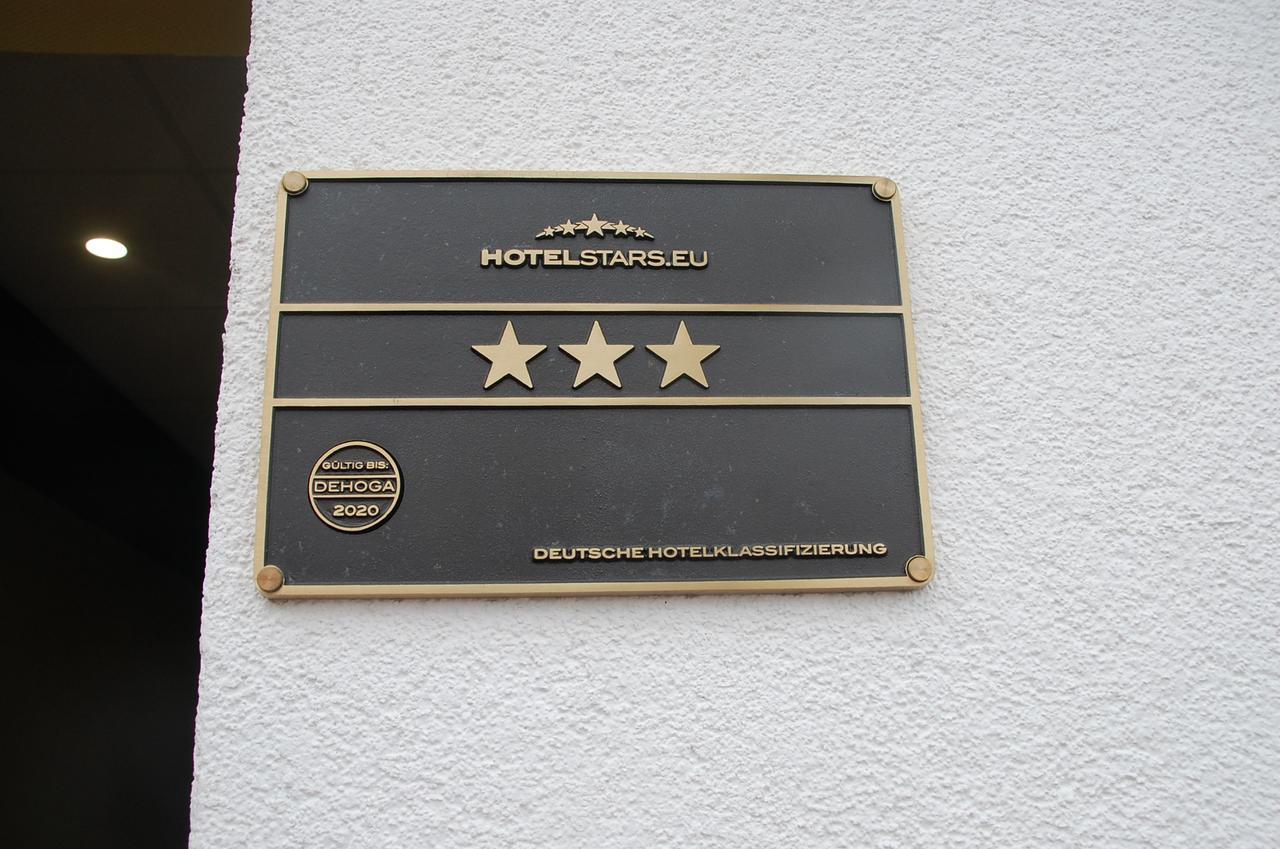 HOTELSTARS.EU
GÜLTIG BIS:
DEHOGA
2020
DEUTSCHE HOTELKLASSIFIZIERUNG